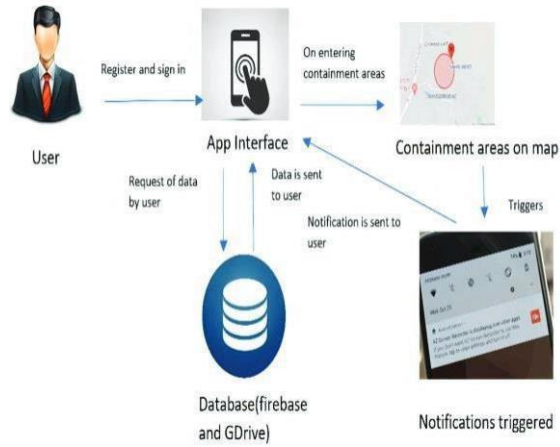 Register and sign in
On entering
containment areas
User
App Interface
Containment areas on map
Request of data
by user
Data is sent
to user
Notification is sent to
user
Triggers
Database(firebase
and GDrive)
Notifications triggered